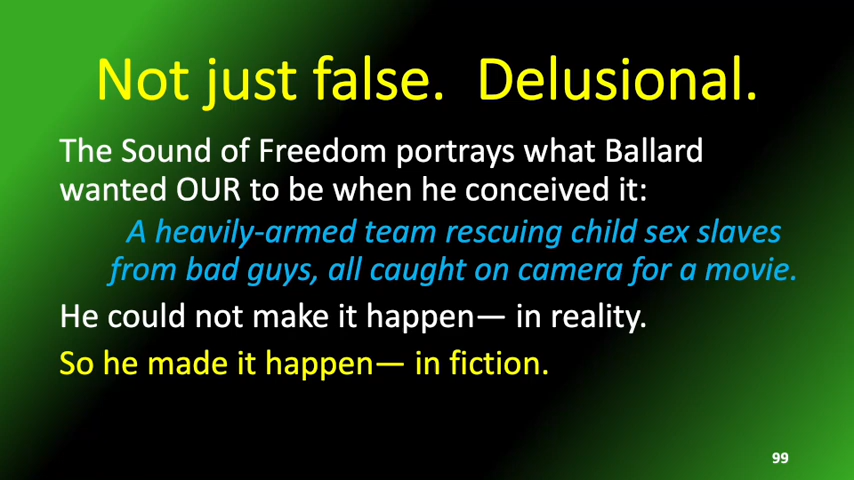 Not just false.  Delusional.
The Sound of Freedom portrays what Ballard
wanted OUR to be when he conceived it:
A heavily-armed team rescuing child sex slaves
from bad guys, all caught on camera for a movie.
He could not make it happen— in reality.
So he made it happen— in fiction.
99